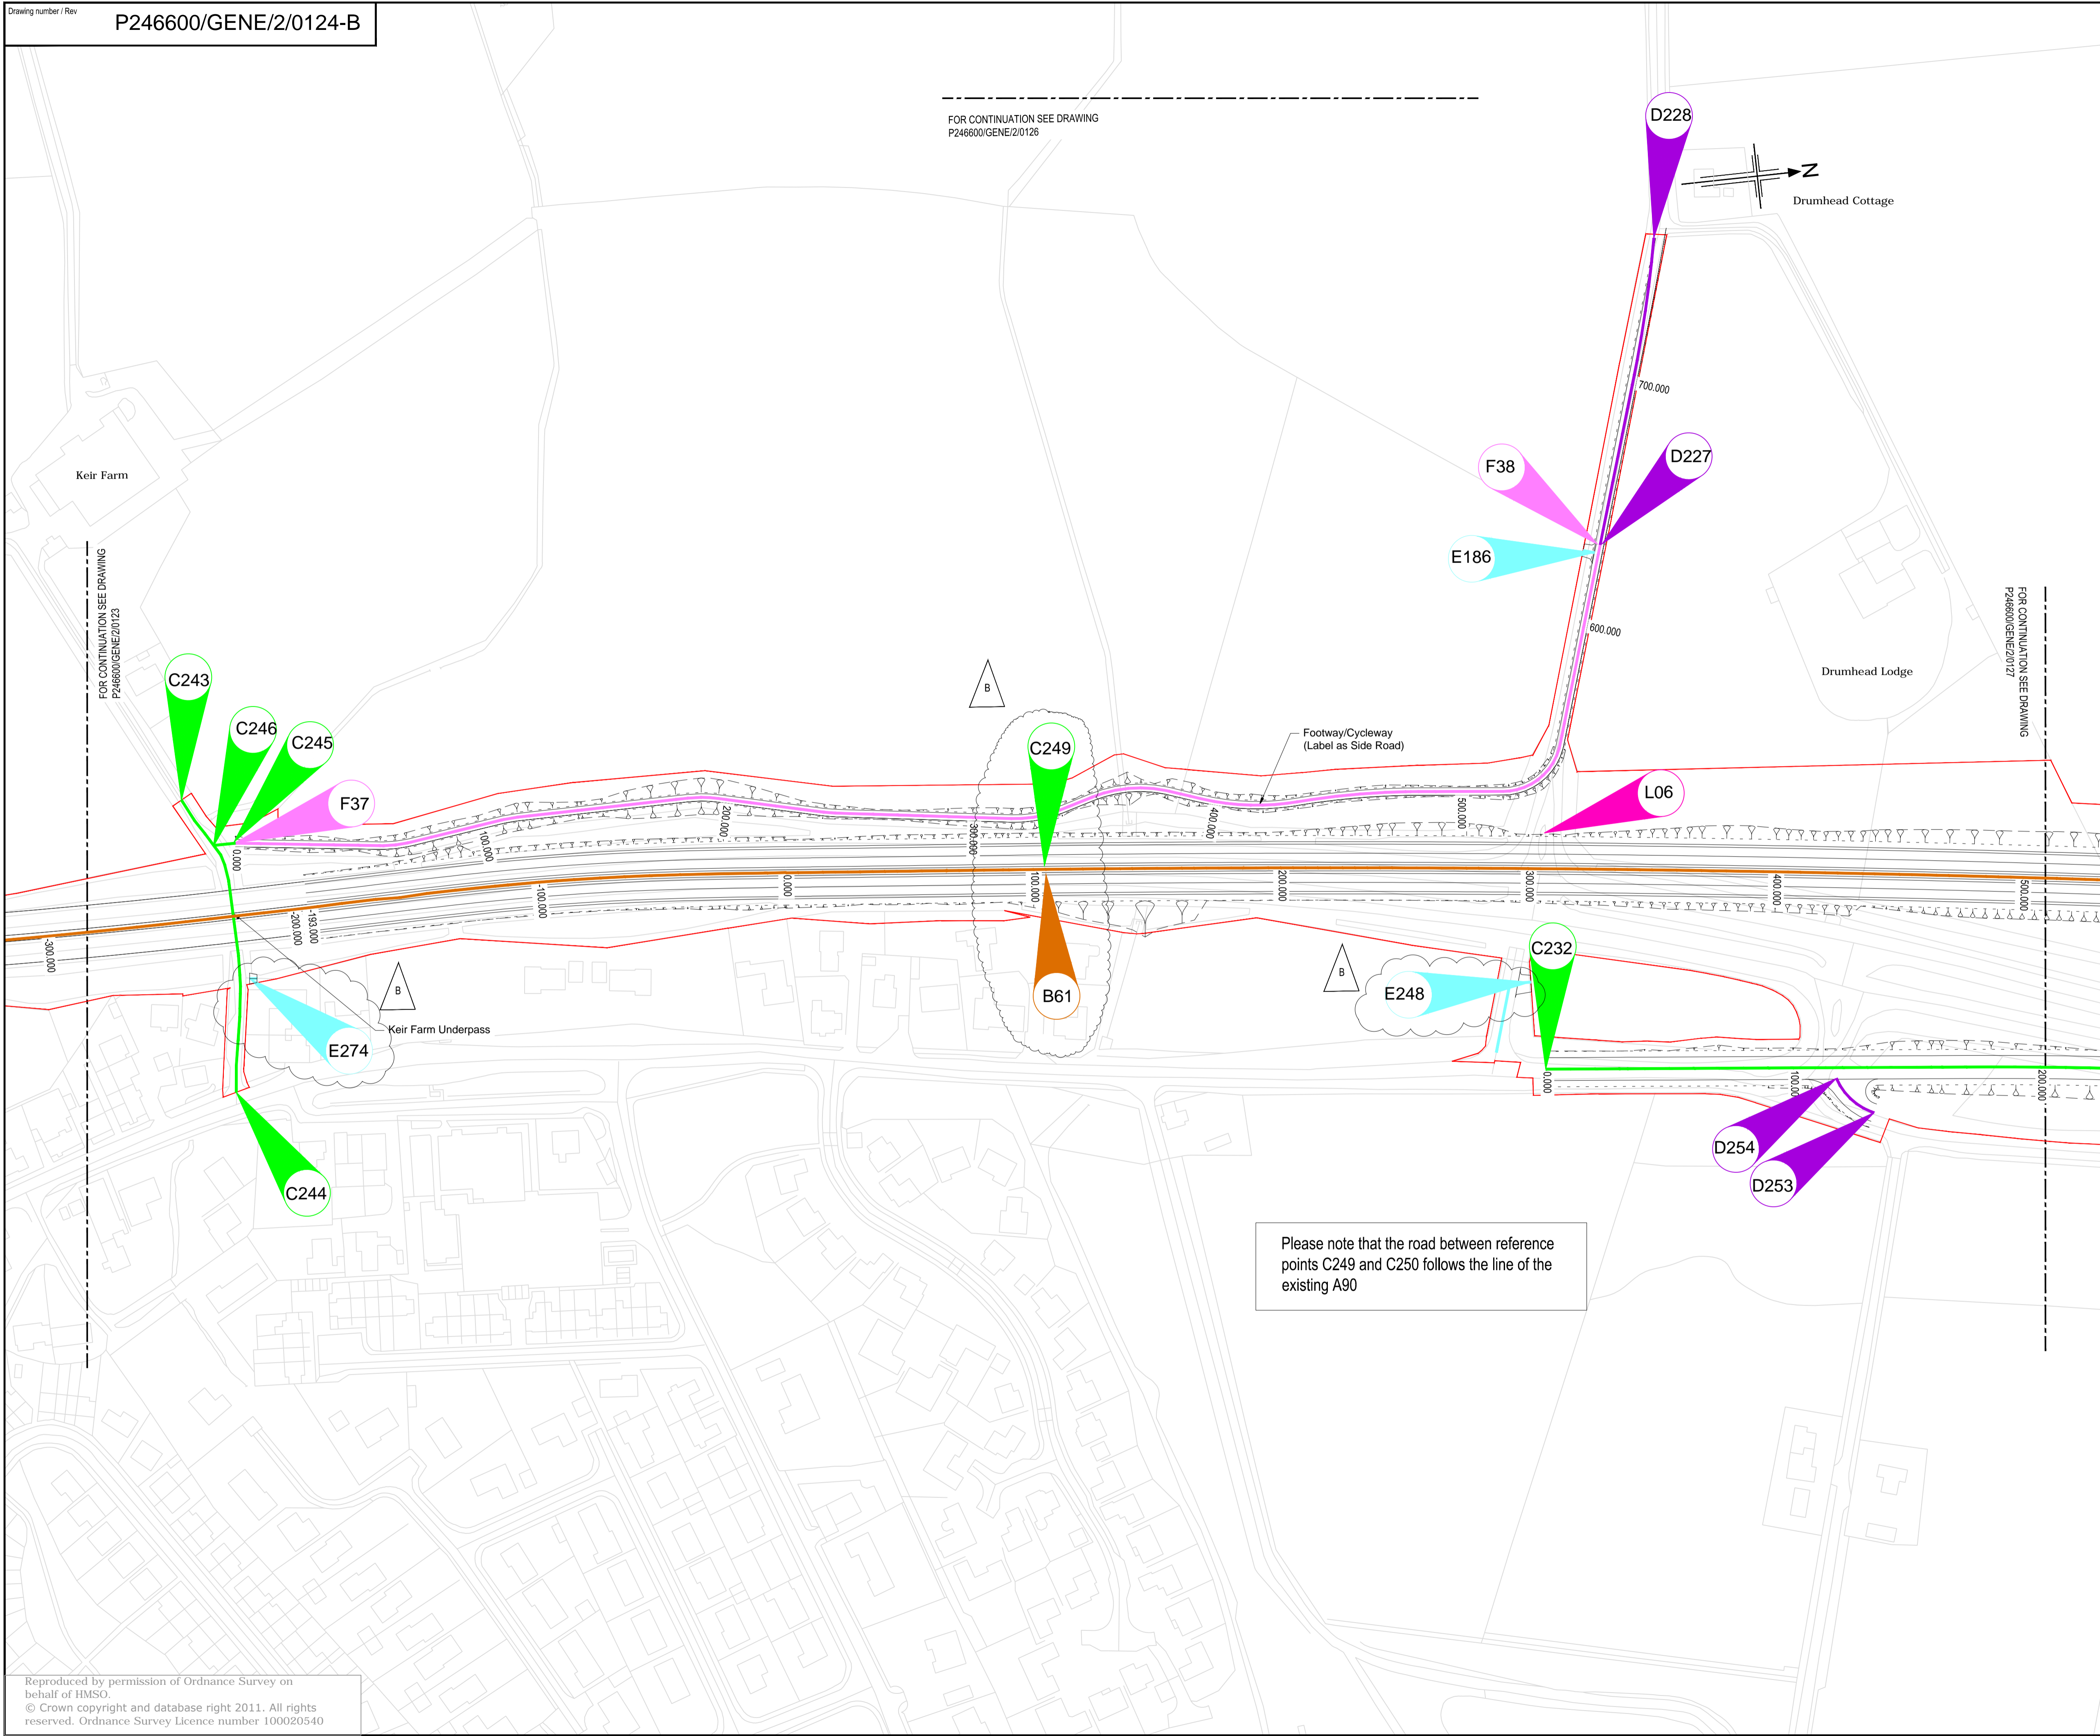 Drawing number / Rev
P246600/GENE/2/0124-B
FOR CONTINUATION SEE DRAWING
P246600/GENE/2/0126
D228
N
Drumhead Cottage
700.000
F38
D227
Keir Farm
E186
FOR CONTINUATION SEE DRAWING
P246600/GENE/2/0123
FOR CONTINUATION SEE DRAWING
P246600/GENE/2/0127
600.000
Drumhead Lodge
C243
B
C246
C245
C249
Footway/Cycleway
(Label as Side Road)
F37
L06
0.000
100.000
200.000
300.000
400.000
500.000
-300.000
-200.000
-193.000
-100.000
0.000
100.000
200.000
300.000
400.000
500.000
C232
B
B
E248
B61
Keir Farm Underpass
E274
0.000
100.000
200.000
D254
D253
C244
Please note that the road between reference
points C249 and C250 follows the line of the
existing A90
Reproduced by permission of Ordnance Survey on
behalf of HMSO.
© Crown copyright and database right 2011. All rights
reserved. Ordnance Survey Licence number 100020540